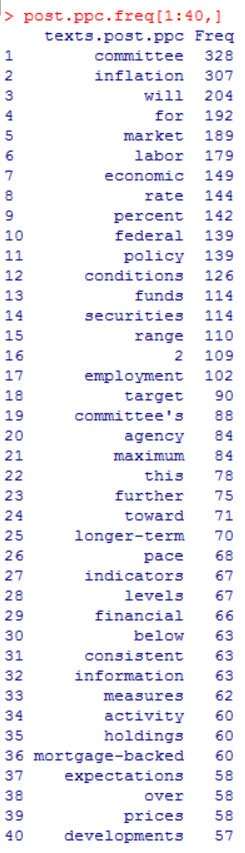 > post.ppc.freq[1:40,]
texts.post.ppc Freq
1 committee 328
2 inflation 307
3 will 204
4 for 192
5 market 189
6 labor 179
7 economic 149
8 rate 144
9 percent 142
10 federal 139
11 policy 139
12 conditions 126
13 funds 114
14 securities 114
15 range 110
16 2 109
17 employment 102
18 target 90
19 committee's 88
20 agency 84
21 maximum 84
22 this 78
23 further 75
24 toward 71
25 longer-term 70
26 pace 68
27 indicators 67
28 levels 67
29 financial 66
30 below 63
31 consistent 63
32 information 63
33 measures 62
34 activity 60
35 holdings 60
36 mortgage-backed 60
37 expectations 58
38 over 58
39 prices 58
40 developments 57